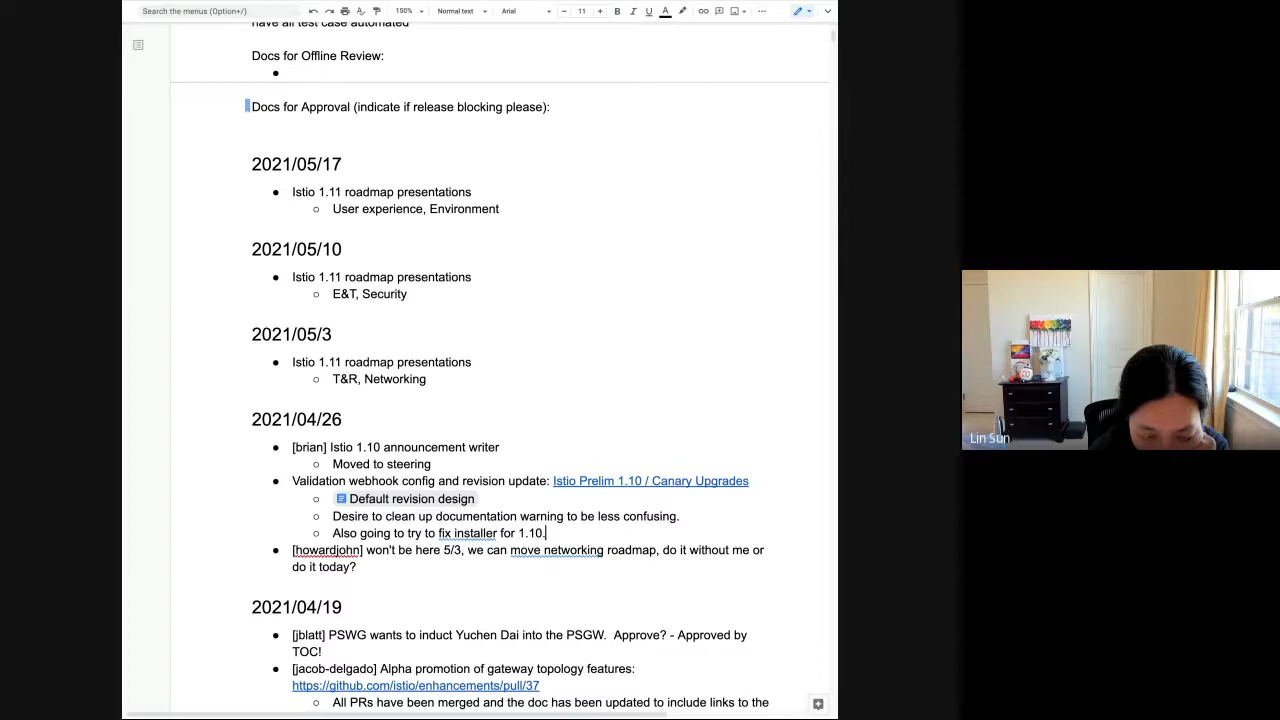 Search the menus (Option+/)
150%
Normal text
Arial
11
B I U A
have all test case automated
Docs for Offline Review:
Docs for Approval (indicate if release blocking please):
2021/05/17
● Istio 1.11 roadmap presentations
○ User experience, Environment
2021/05/10
● Istio 1.11 roadmap presentations
○ E&T, Security
2021/05/3
● Istio 1.11 roadmap presentations
○ T&R, Networking
2021/04/26
● [brian] Istio 1.10 announcement writer
○ Moved to steering
● Validation webhook config and revision update: Istio Prelim 1.10 / Canary Upgrades
○ Default revision design
○ Desire to clean up documentation warning to be less confusing.
○ Also going to try to fix installer for 1.10.
● [howardjohn] won't be here 5/3, we can move networking roadmap, do it without me or
do it today?
2021/04/19
● [jblatt] PSWG wants to induct Yuchen Dai into the PSGW.  Approve? - Approved by
TOC!
● [jacob-delgado] Alpha promotion of gateway topology features:
https://github.com/istio/enhancements/pull/37
○ All PRs have been merged and the doc has been updated to include links to the
Lin Sun